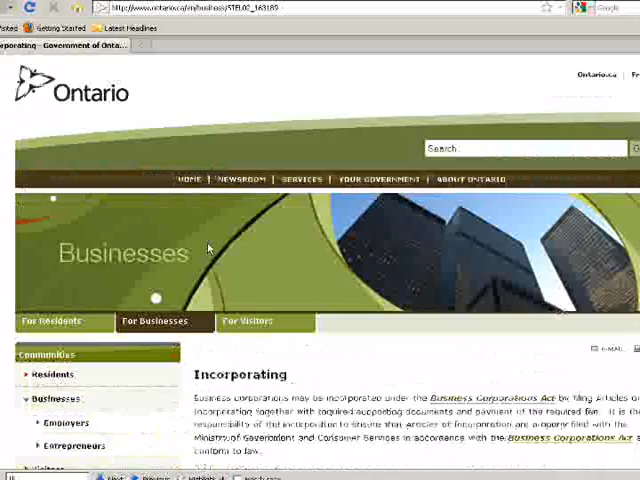 http://www.ontario.ca/en/business/STEL02_163189
Getting Started Latest Headlines
Google
Ontario
Ontario.ca
Search
HOME | NEWSROOM | SERVICES | YOUR GOVERNMENT | ABOUT ONTARIO
Businesses
For Residents
For Businesses
For Visitors
Communities
E-MAIL
Residents
Incorporating
Businesses
Business corporations may be incorporated under the Business Corporations Act by filing Articles
incorporating together with required supporting documents and payment of the required fee. It is the
Employers
responsibility of the incorporation to ensure that Articles of Incorporation are properly filed with the
Ministry of Government and Consumer Services in accordance with the Business Corporations Act
Entrepreneurs
conform to law.
Visitors
Next Previous